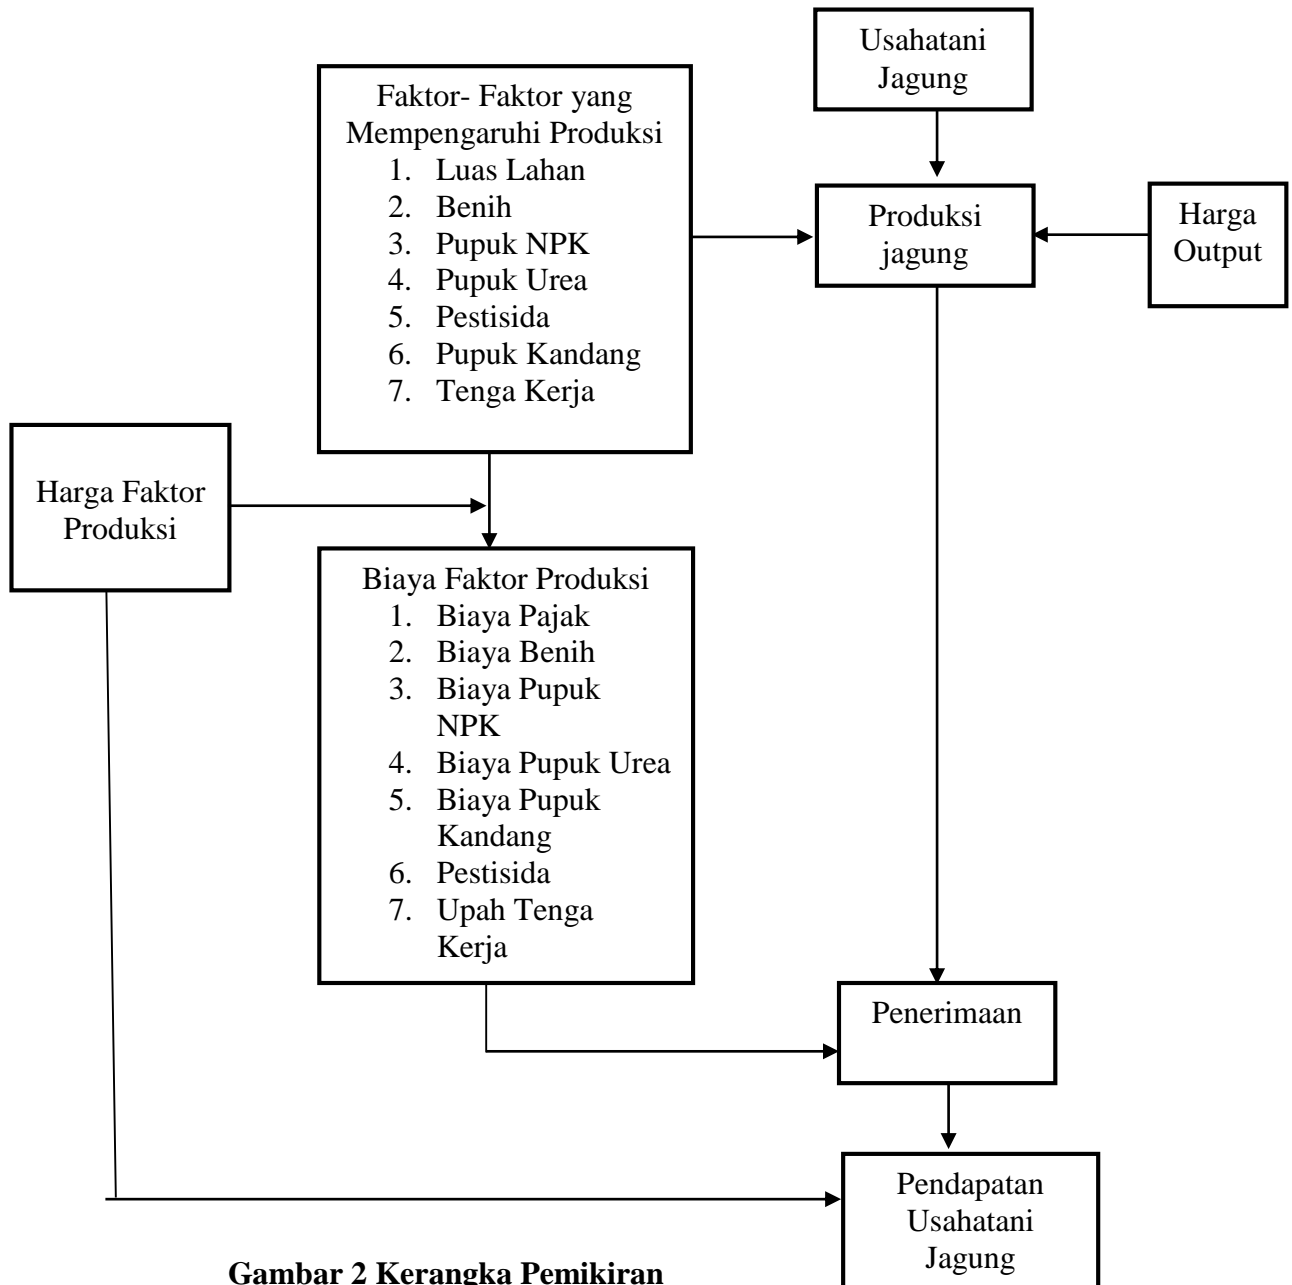 Usahatani
Jagung
Faktor- Faktor yang
Mempengaruhi Produksi
1. Luas Lahan
2. Benih
3. Pupuk NPK
4. Pupuk Urea
5. Pestisida
6. Pupuk Kandang
7. Tenga Kerja
Produksi
jagung
Harga
Output
Harga Faktor
Produksi
Biaya Faktor Produksi
1. Biaya Pajak
2. Biaya Benih
3. Biaya Pupuk
NPK
4. Biaya Pupuk Urea
5. Biaya Pupuk
Kandang
6. Pestisida
7. Upah Tenga
Kerja
Penerimaan
Pendapatan
Usahatani
Jagung
Gambar 2 Kerangka Pemikiran